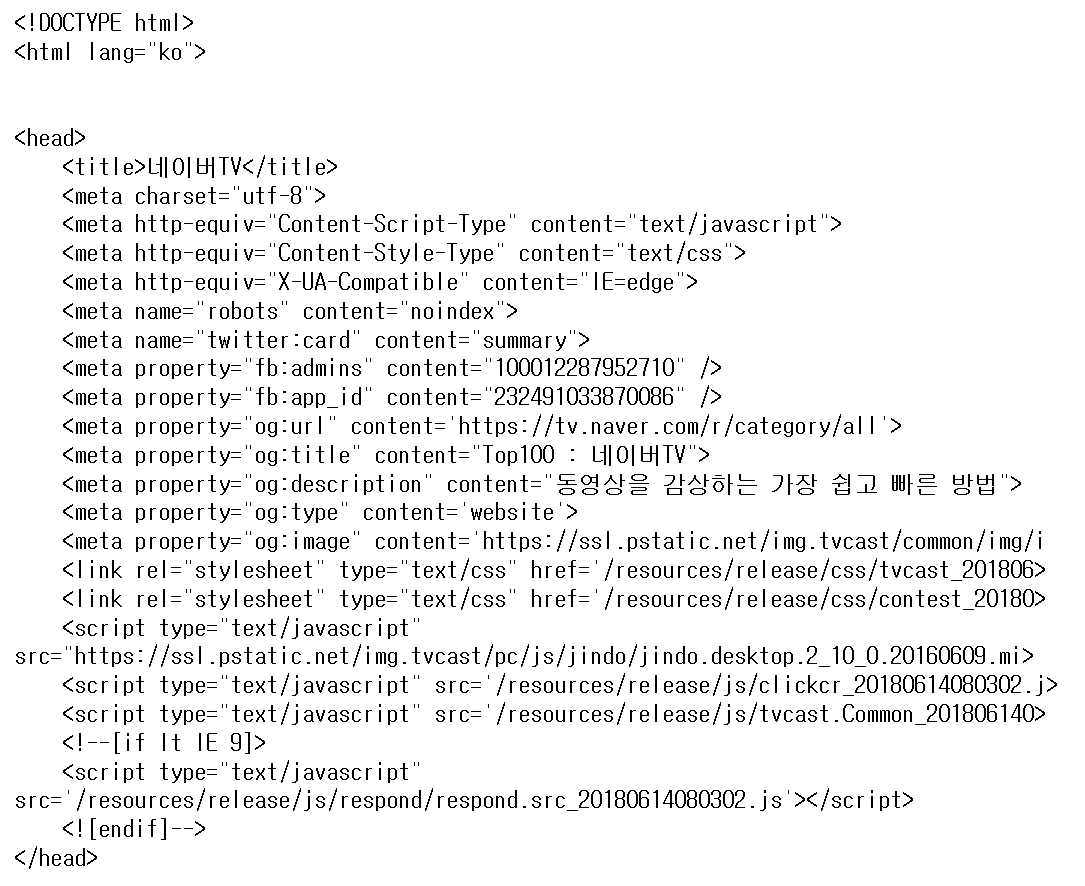 <!DOCTYPE html>
<html lang="ko">
<head>
<title>네이버TV</title>
<meta charset="utf-8">
<meta http-equiv="Content-Script-Type" content="text/javascript">
<meta http-equiv="Content-Style-Type" content="text/css">
<meta http-equiv="X-UA-Compatible" content="IE=edge">
<meta name="robots" content="noindex">
<meta name="twitter:card" content="summary">
<meta property="fb:admins" content="100012287952710" />
<meta property="fb:app_id" content="232491033870086" />
<meta property="og:url" content='https://tv.naver.com/r/category/all'>
<meta property="og:title" content="Top100 : 네이버TV">
<meta property="og:description" content="동영상을 감상하는 가장 쉽고 빠른 방법">
<meta property="og:type" content='website'>
<meta property="og:image" content='https://ssl.pstatic.net/img.tvcast/common/img/i
<link rel="stylesheet" type="text/css" href='/resources/release/css/tvcast_201806>
<link rel="stylesheet" type="text/css" href='/resources/release/css/contest_20180>
<script type="text/javascript"
src="https://ssl.pstatic.net/img.tvcast/pc/js/jindo/jindo.desktop.2_10_0.20160609.mi>
<script type="text/javascript" src='/resources/release/js/clickcr_20180614080302.j>
<script type="text/javascript" src='/resources/release/js/tvcast.Common_201806140>
<!--[if lt IE 9]>
<script type="text/javascript"
src='/resources/release/js/respond/respond.src_20180614080302.js'></script>
<![endif]-->
</head>